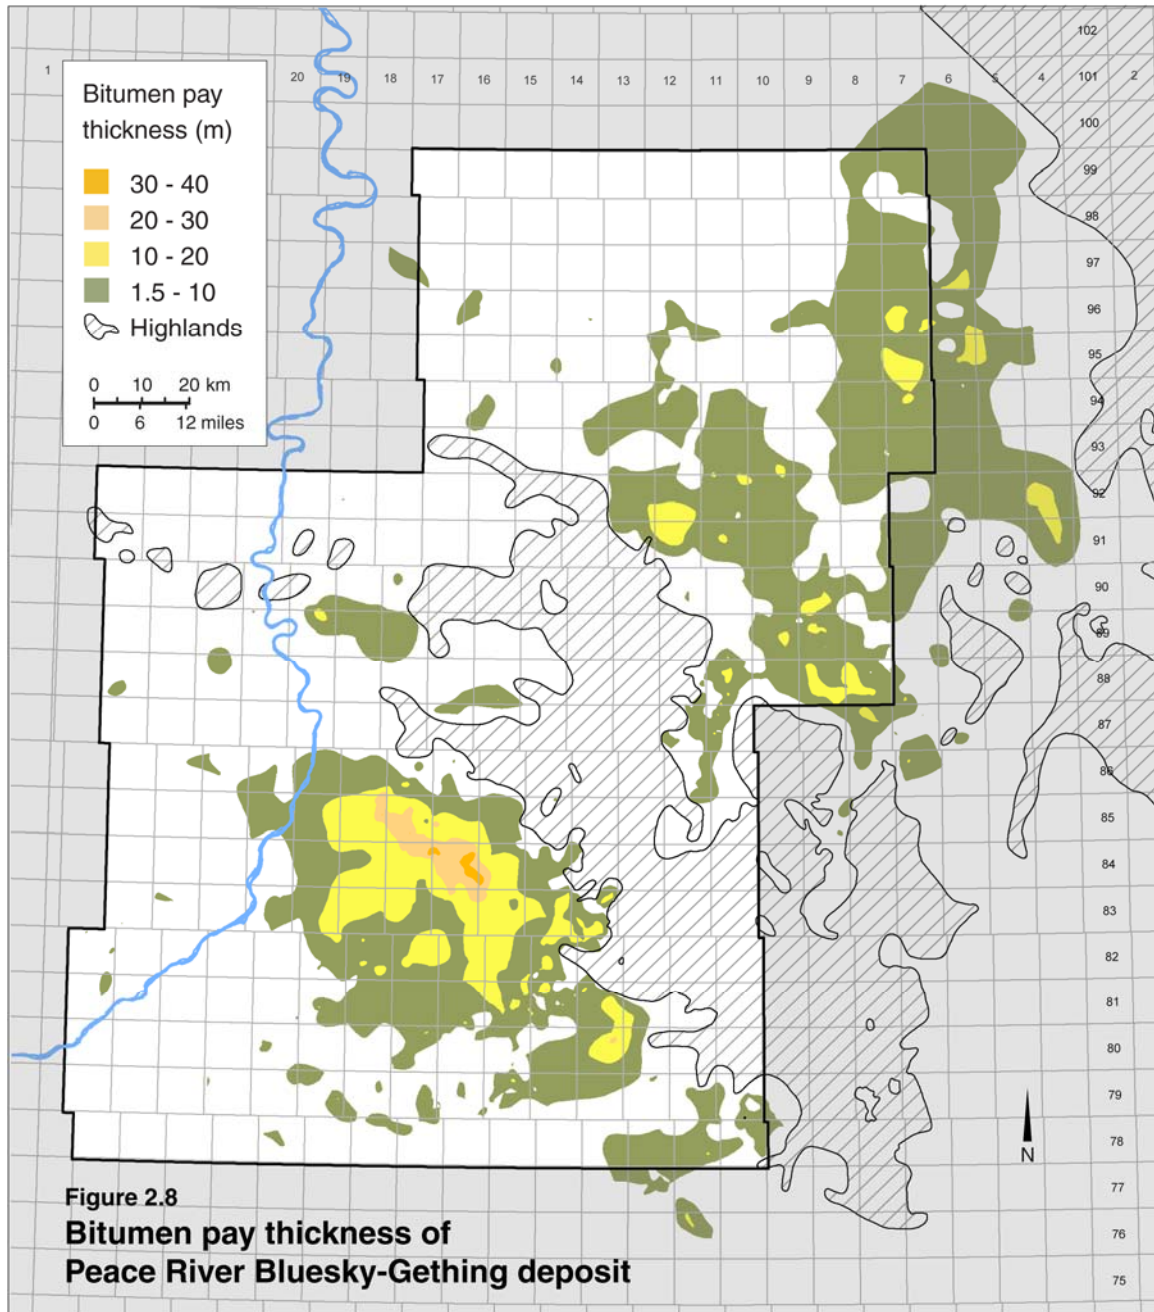 102
1 20 19 18 17 16 15 14 13 12 11 10 9 8 7 6 5 4 101 2
Bitumen pay
thickness (m)
30 - 40
20 - 30
10 - 20
1.5 - 10
Highlands
0 10 20 km
0 6 12 miles
100
99
98
97
96
95
94
93
92
91
90
89
88
87
86
85
84
83
82
81
80
79
78
77
76
75
N
Figure 2.8
Bitumen pay thickness of
Peace River Bluesky-Gething deposit